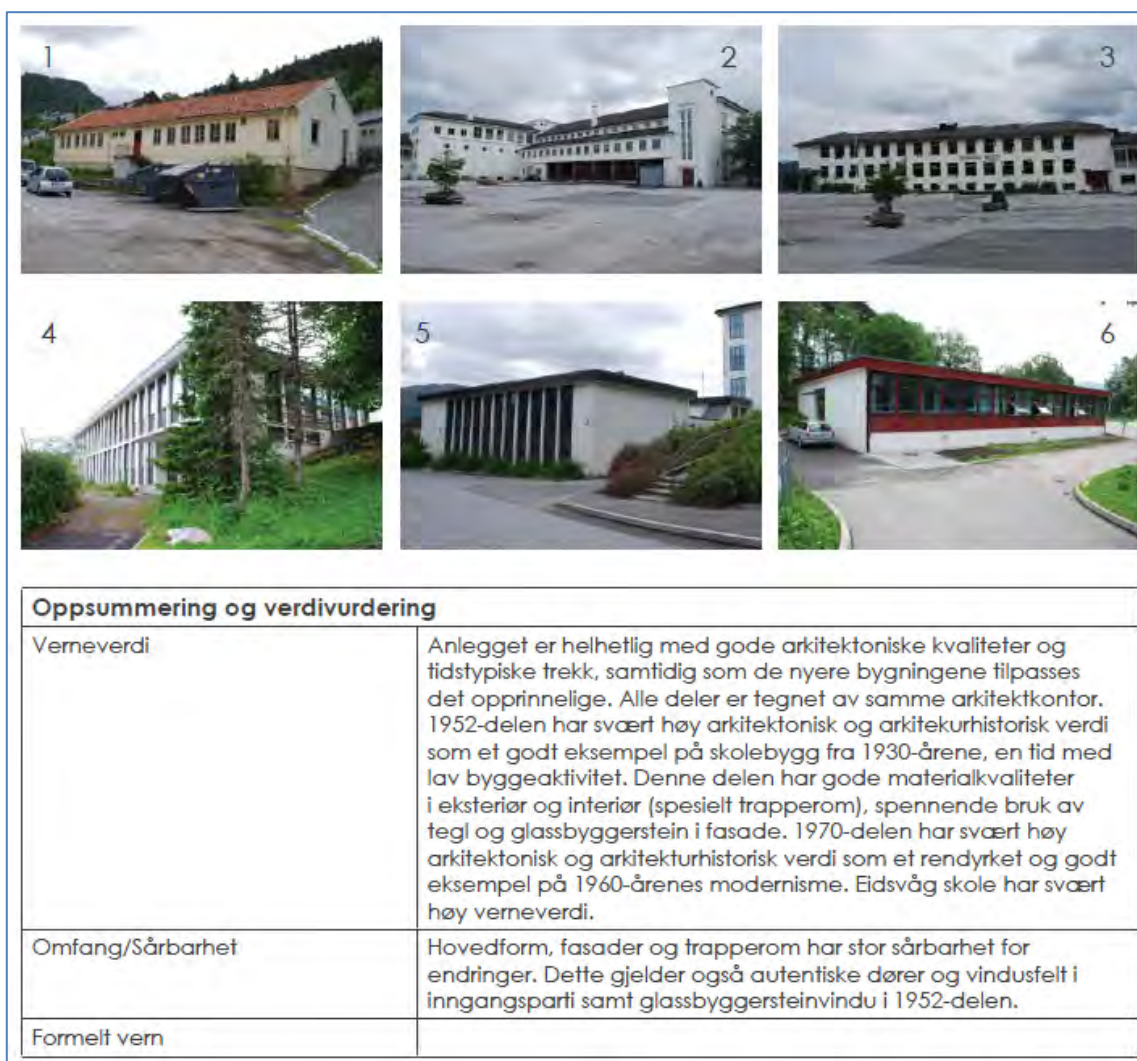 1
2
3
4
5
6
Oppsummering og verdivurdering
Verneverdi
Anlegget er helhetlig med gode arkitektoniske kvaliteter og
tidstypiske trekk, samtidig som de nyere bygningene tilpasses
det opprinnelige. Alle deler er tegnet av samme arkitektkontor.
1952-delen har svært høy arkitektonisk og arkitekurhistorisk verdi
som et godt eksempel på skolebygg fra 1930-årene, en tid med
lav byggeaktivitet. Denne delen har gode materialkvaliteter
i eksteriør og interiør (spesielt trapperom), spennende bruk av
tegl og glassbyggerstein i fasade. 1970-delen har svært høy
arkitektonisk og arkitekturhistorisk verdi som et rendyrket og godt
eksempel på 1960-årenes modernisme. Eidsvåg skole har svært
høy verneverdi.
Omfang/Sårbarhet
Hovedform, fasader og trapperom har stor sårbarhet for
endringer. Dette gjelder også autentiske dører og vindusfelt i
inngangsparti samt glassbyggersteinvindu i 1952-delen.
Formelt vern